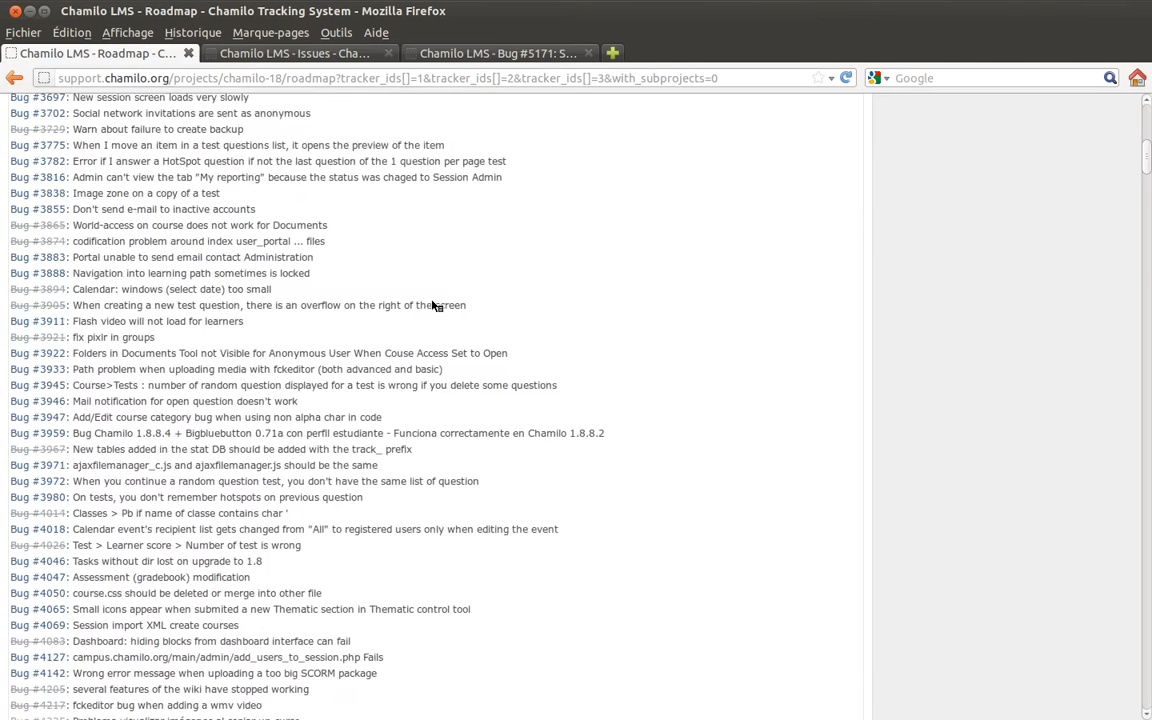 Chamilo LMS - Roadmap - Chamilo Tracking System - Mozilla Firefox
Fichier Édition Affichage Historique Marque-pages Outils Aide
Chamilo LMS - Roadmap - C... Chamilo LMS - Issues - Cha... Chamilo LMS - Bug #5171: S...
support.chamilo.org/projects/chamilo-18/roadmap?tracker_ids[]=1&tracker_ids[]=2&tracker_ids[]=3&with_subprojects=0 Google
Bug #3697: New session screen loads very slowly
Bug #3702: Social network invitations are sent as anonymous
Bug #3729: Warn about failure to create backup
Bug #3775: When I move an item in a test questions list, it opens the preview of the item
Bug #3782: Error if I answer a HotSpot question if not the last question of the 1 question per page test
Bug #3816: Admin can't view the tab "My reporting" because the status was chaged to Session Admin
Bug #3838: Image zone on a copy of a test
Bug #3855: Don't send e-mail to inactive accounts
Bug #3865: World-access on course does not work for Documents
Bug #3874: codification problem around index user_portal ... files
Bug #3883: Portal unable to send email contact Administration
Bug #3888: Navigation into learning path sometimes is locked
Bug #3894: Calendar: windows (select date) too small
Bug #3905: When creating a new test question, there is an overflow on the right of the screen
Bug #3911: Flash video will not load for learners
Bug #3921: fix pixlr in groups
Bug #3922: Folders in Documents Tool not Visible for Anonymous User When Couse Access Set to Open
Bug #3933: Path problem when uploading media with fckeditor (both advanced and basic)
Bug #3945: Course>Tests : number of random question displayed for a test is wrong if you delete some questions
Bug #3946: Mail notification for open question doesn't work
Bug #3947: Add/Edit course category bug when using non alpha char in code
Bug #3959: Bug Chamilo 1.8.8.4 + Bigbluebutton 0.71a con perfil estudiante - Funciona correctamente en Chamilo 1.8.8.2
Bug #3967: New tables added in the stat DB should be added with the track_ prefix
Bug #3971: ajaxfilemanager_c.js and ajaxfilemanager.js should be the same
Bug #3972: When you continue a random question test, you don't have the same list of question
Bug #3980: On tests, you don't remember hotspots on previous question
Bug #4014: Classes > Pb if name of classe contains char '
Bug #4018: Calendar event's recipient list gets changed from "All" to registered users only when editing the event
Bug #4026: Test > Learner score > Number of test is wrong
Bug #4046: Tasks without dir lost on upgrade to 1.8
Bug #4047: Assessment (gradebook) modification
Bug #4050: course.css should be deleted or merge into other file
Bug #4065: Small icons appear when submited a new Thematic section in Thematic control tool
Bug #4069: Session import XML create courses
Bug #4083: Dashboard: hiding blocks from dashboard interface can fail
Bug #4127: campus.chamilo.org/main/admin/add_users_to_session.php Fails
Bug #4142: Wrong error message when uploading a too big SCORM package
Bug #4205: several features of the wiki have stopped working
Bug #4217: fckeditor bug when adding a wmv video